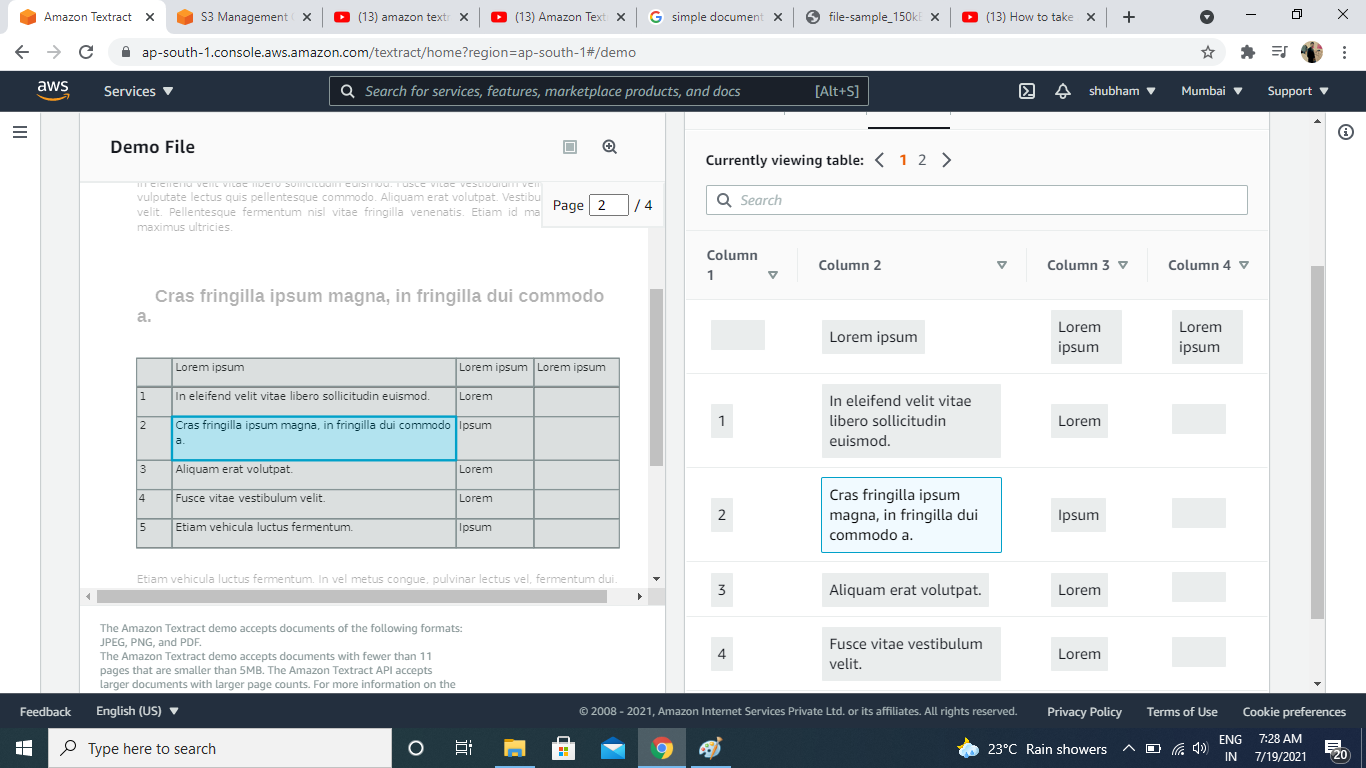 Amazon Textract
S3 Management
(13) amazon textr
(13) Amazon Text
simple document
file-sample_150k
(13) How to take
ap-south-1.console.aws.amazon.com/textract/home?region=ap-south-1#/demo
aws
Services
Search for services, features, marketplace products, and docs
[Alt+S]
shubham
Mumbai
Support
Demo File
In eleifend velit vitae libero sollicitudin euismod. Fusce vitae vestibulum velit
vulputate lectus quis pellentesque commodo. Aliquam erat volutpat. Vestibu
velit. Pellentesque fermentum nisl vitae fringilla venenatis. Etiam id ma
maximus ultricies.
Page 2 / 4
Cras fringilla ipsum magna, in fringilla dui commodo
a.
Lorem ipsum Lorem ipsum Lorem ipsum
1 In eleifend velit vitae libero sollicitudin euismod. Lorem
2 Cras fringilla ipsum magna, in fringilla dui commodo Ipsum
a.
3 Aliquam erat volutpat. Lorem
4 Fusce vitae vestibulum velit. Lorem
5 Etiam vehicula luctus fermentum. Ipsum
Etiam vehicula luctus fermentum. In vel metus congue, pulvinar lectus vel, fermentum dui.
The Amazon Textract demo accepts documents of the following formats:
JPEG, PNG, and PDF.
The Amazon Textract demo accepts documents with fewer than 11
pages that are smaller than 5MB. The Amazon Textract API accepts
larger documents with larger page counts. For more information on the
Currently viewing table: 1 2
Search
Column
1
Column 2
Column 3
Column 4
Lorem ipsum
Lorem
ipsum
Lorem
ipsum
1
In eleifend velit vitae
libero sollicitudin
euismod.
Lorem
2
Cras fringilla ipsum
magna, in fringilla dui
commodo a.
Ipsum
3
Aliquam erat volutpat.
Lorem
4
Fusce vitae vestibulum
velit.
Lorem
Feedback
English (US)
© 2008 - 2021, Amazon Internet Services Private Ltd. or its affiliates. All rights reserved.
Privacy Policy
Terms of Use
Cookie preferences
Type here to search
23°C Rain showers
ENG
IN
7:28 AM
7/19/2021
20